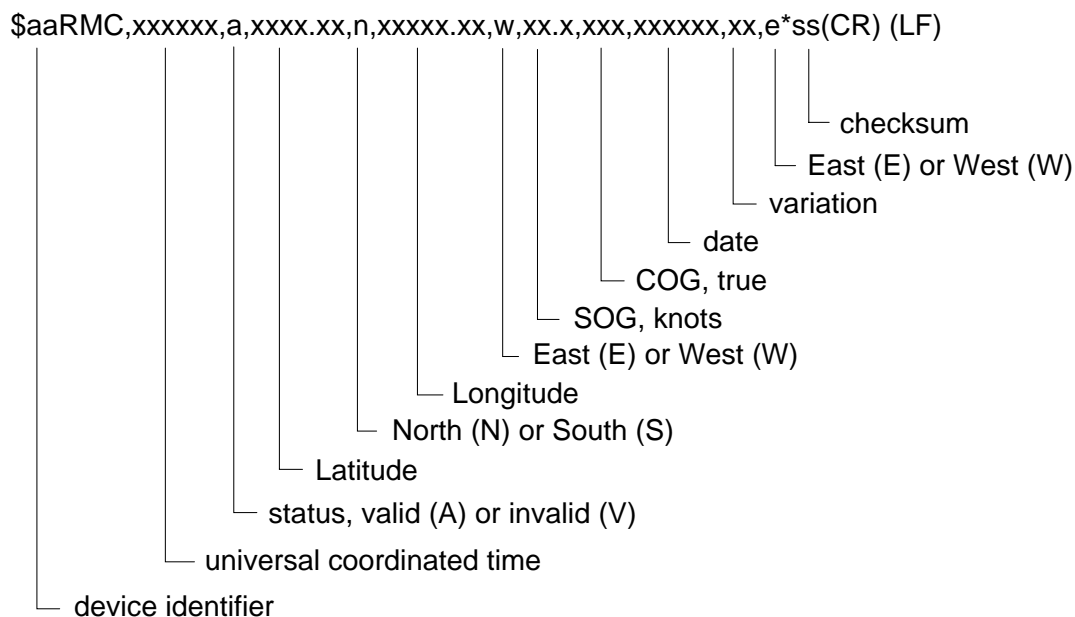 $aaRMC,xxxxxx,a,xxxx.xx,n,xxxxx.xx,w,xx.x,xxx,xxxxxx,xx,e*ss(CR) (LF)
checksum
East (E) or West (W)
variation
date
COG, true
SOG, knots
East (E) or West (W)
Longitude
North (N) or South (S)
Latitude
status, valid (A) or invalid (V)
universal coordinated time
device identifier